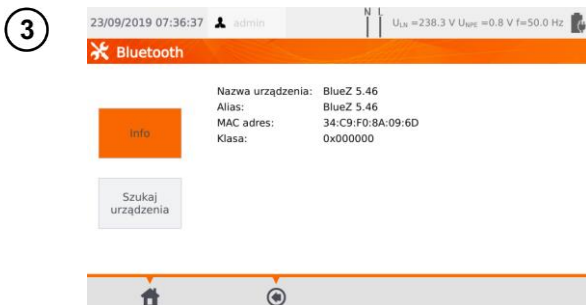 3
23/09/2019 07:36:37 admin N L U_LN =238.3 V U_NPE =0.8 V f=50.0 Hz
Bluetooth
Nazwa urządzenia: BlueZ 5.46
Alias: BlueZ 5.46
MAC adres: 34:C9:F0:8A:09:6D
Klasa: 0x000000
Info
Szukaj
urządzenia